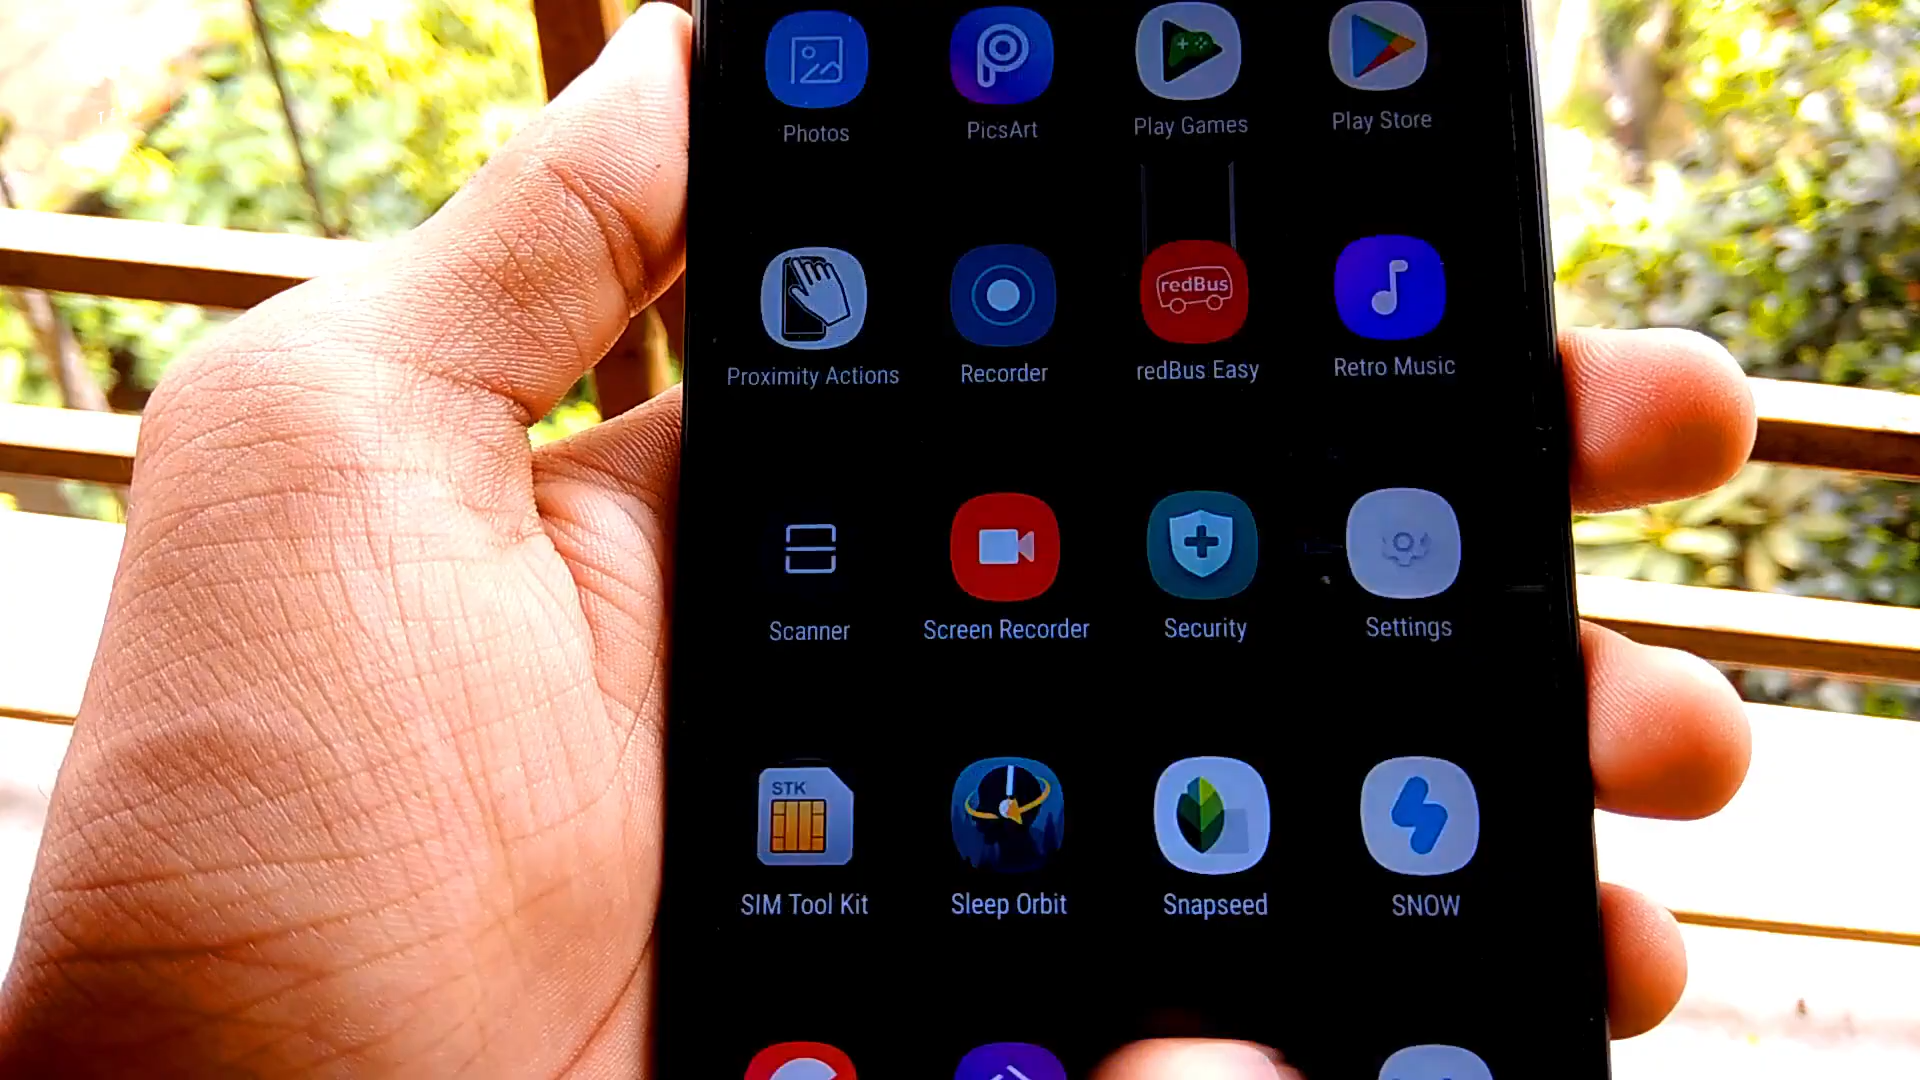 Photos
PicsArt
Play Games
Play Store
redBus
Proximity Actions
Recorder
redBus Easy
Retro Music
Scanner
Screen Recorder
Security
Settings
STK
SIM Tool Kit
Sleep Orbit
Snapseed
SNOW